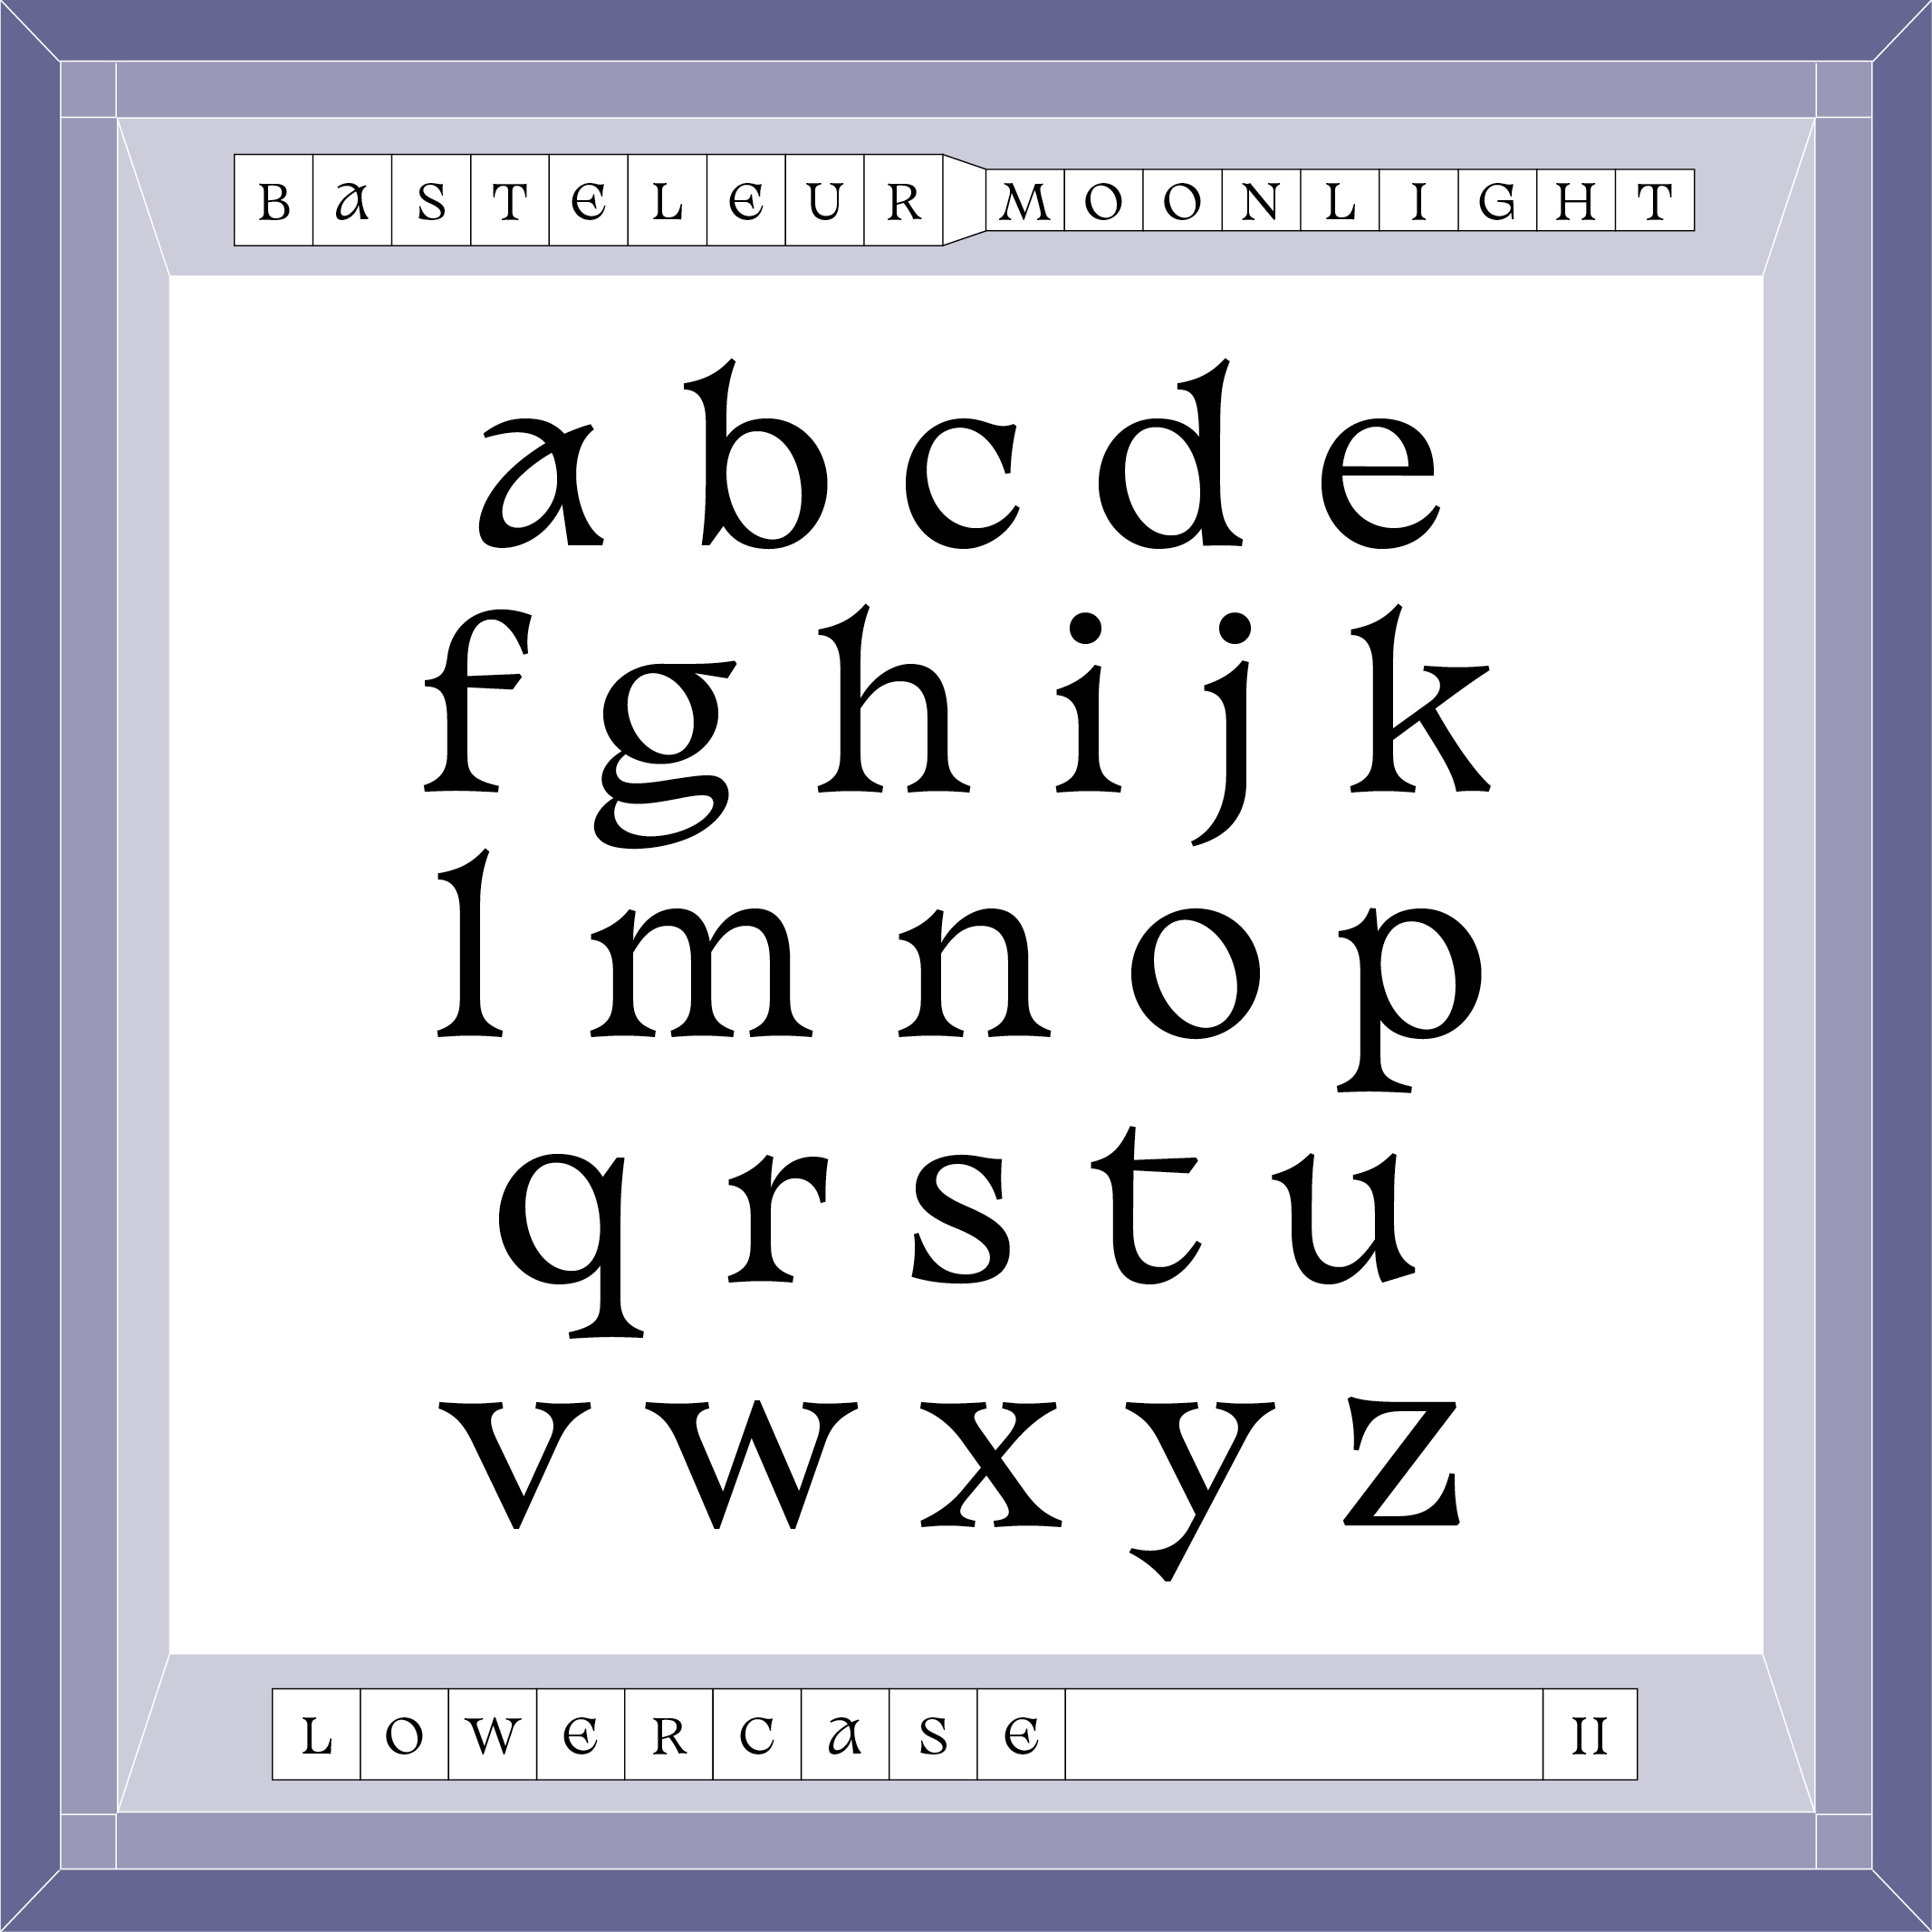 BaSTeLeUR MOONLIGHT
a b c d e
f g h i j k
l m n o p
q r s t u
v w x y z
LOWeRCaSe II